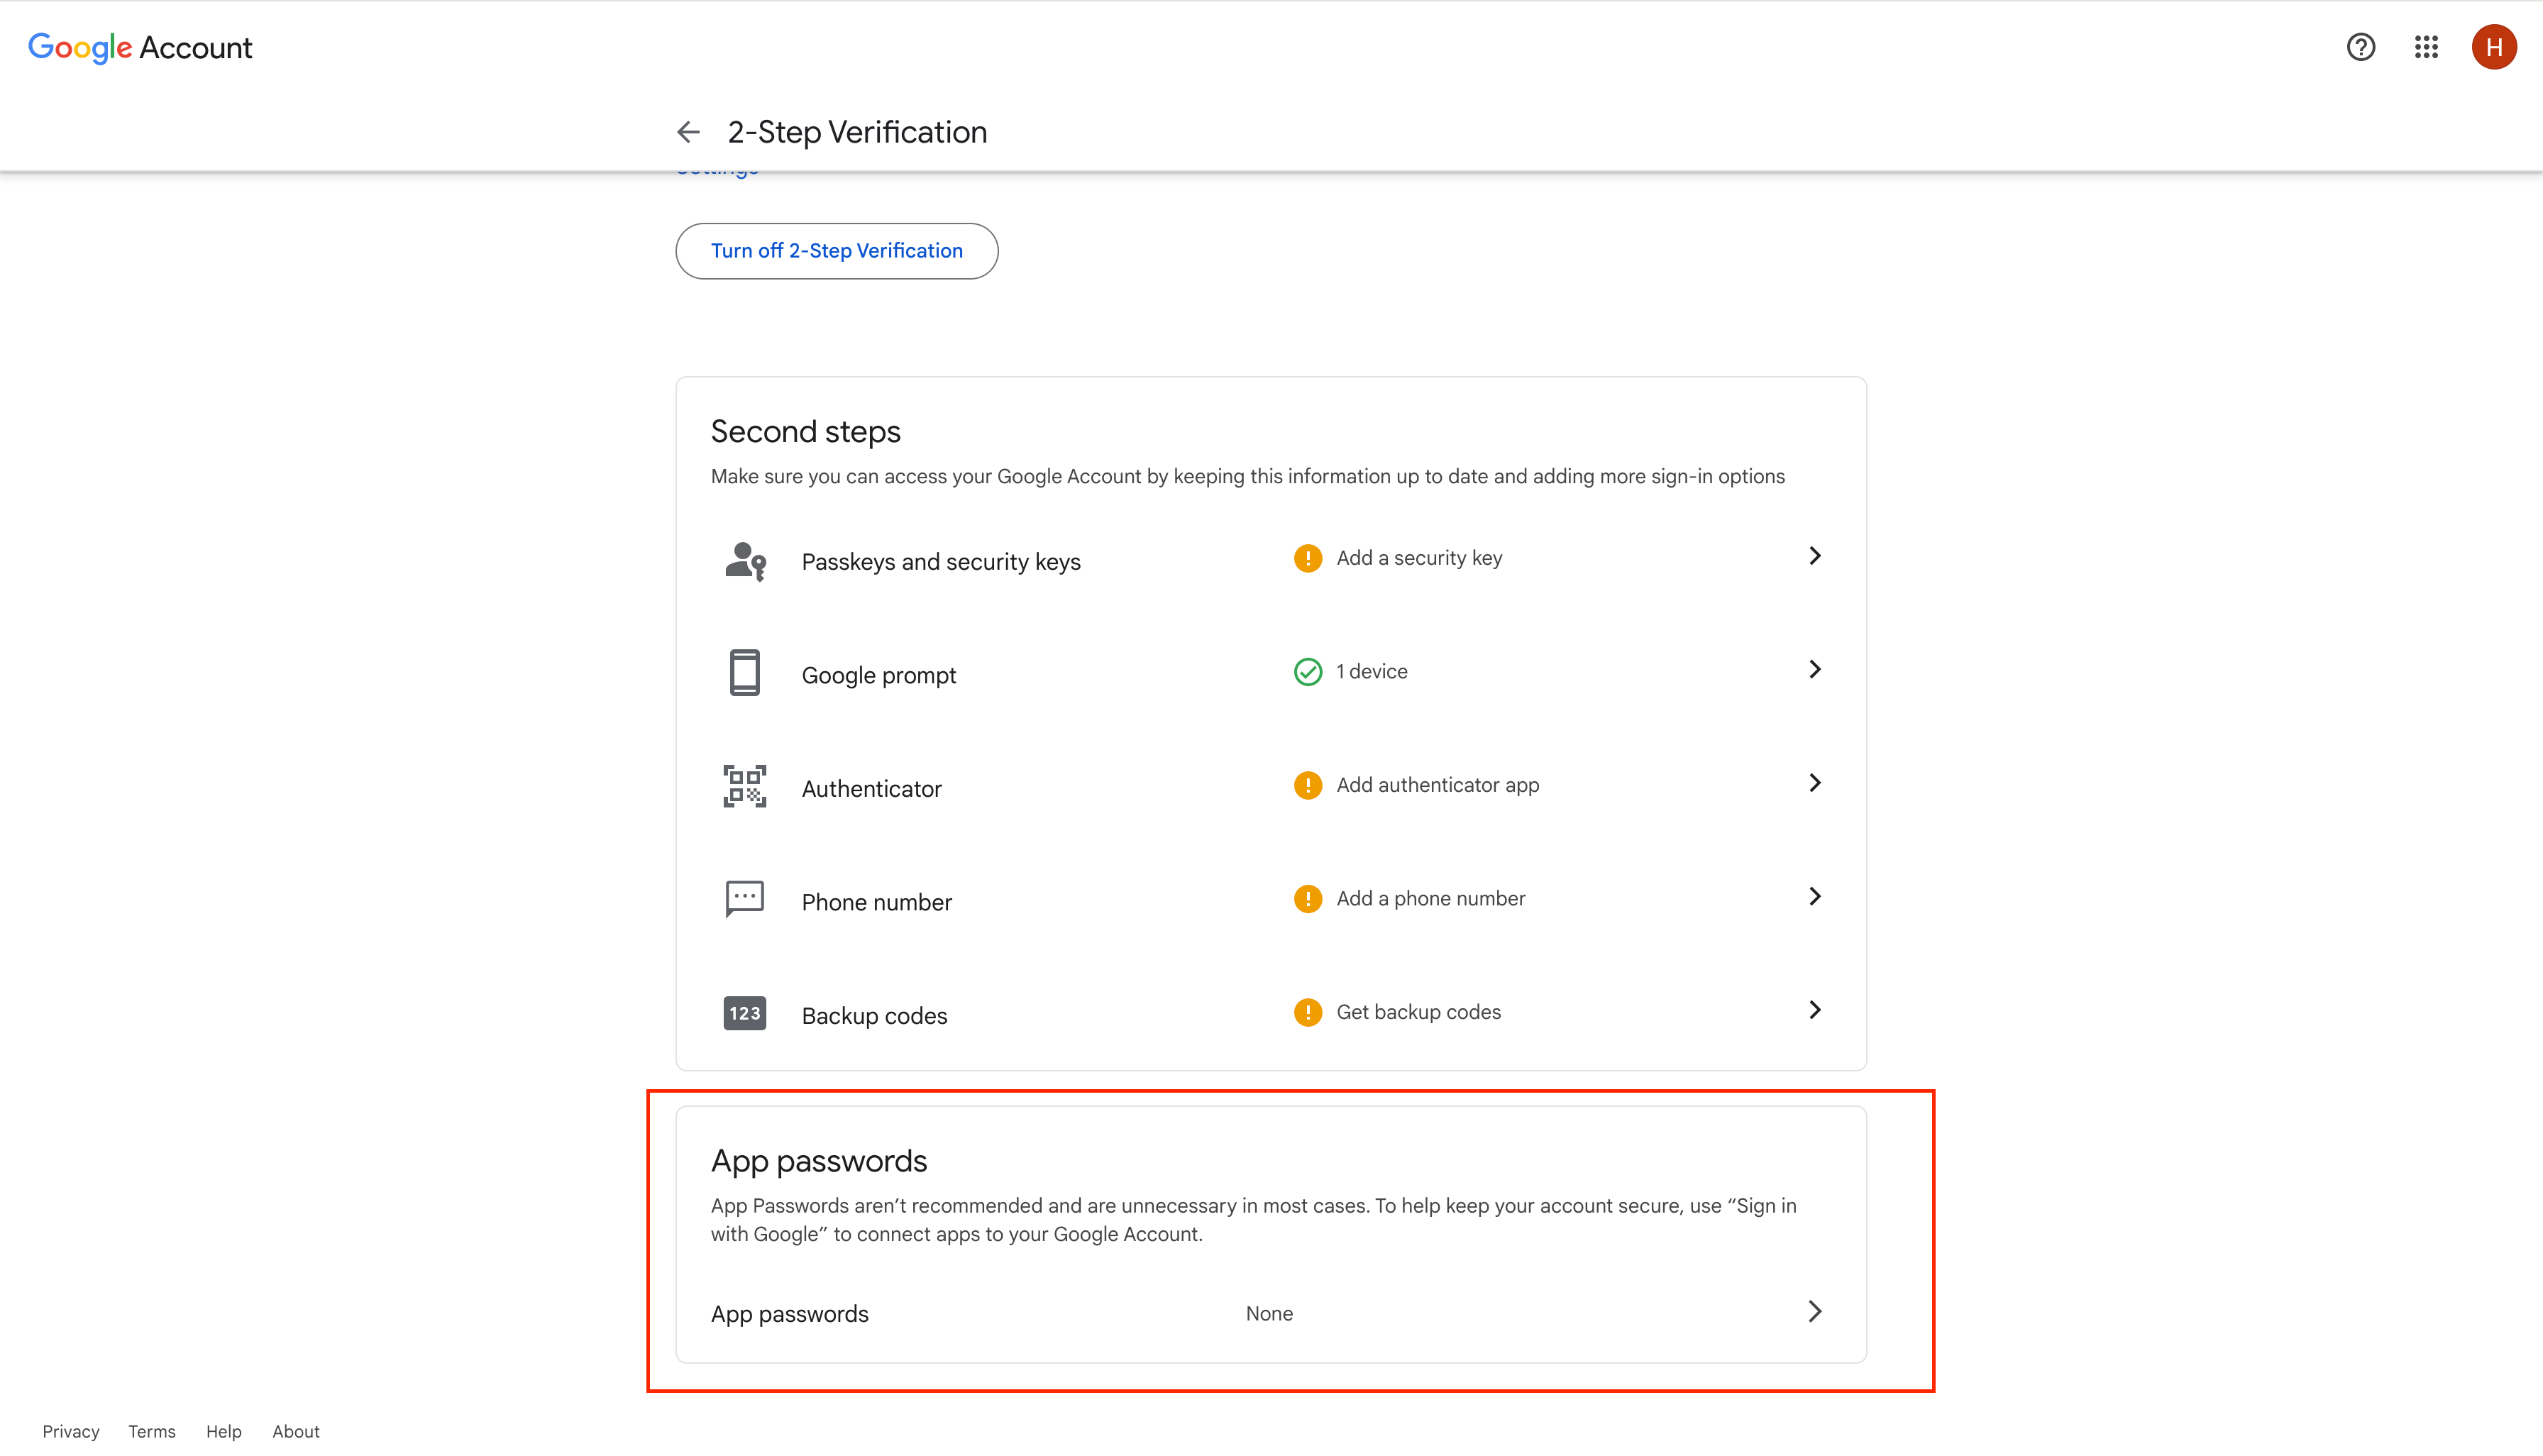 Google Account
H
2-Step Verification
Settings
Turn off 2-Step Verification
Second steps
Make sure you can access your Google Account by keeping this information up to date and adding more sign-in options
Passkeys and security keys
Add a security key
Google prompt
1 device
Authenticator
Add authenticator app
Phone number
Add a phone number
123
Backup codes
Get backup codes
App passwords
App Passwords aren’t recommended and are unnecessary in most cases. To help keep your account secure, use “Sign in
with Google” to connect apps to your Google Account.
App passwords
None
Privacy Terms Help About